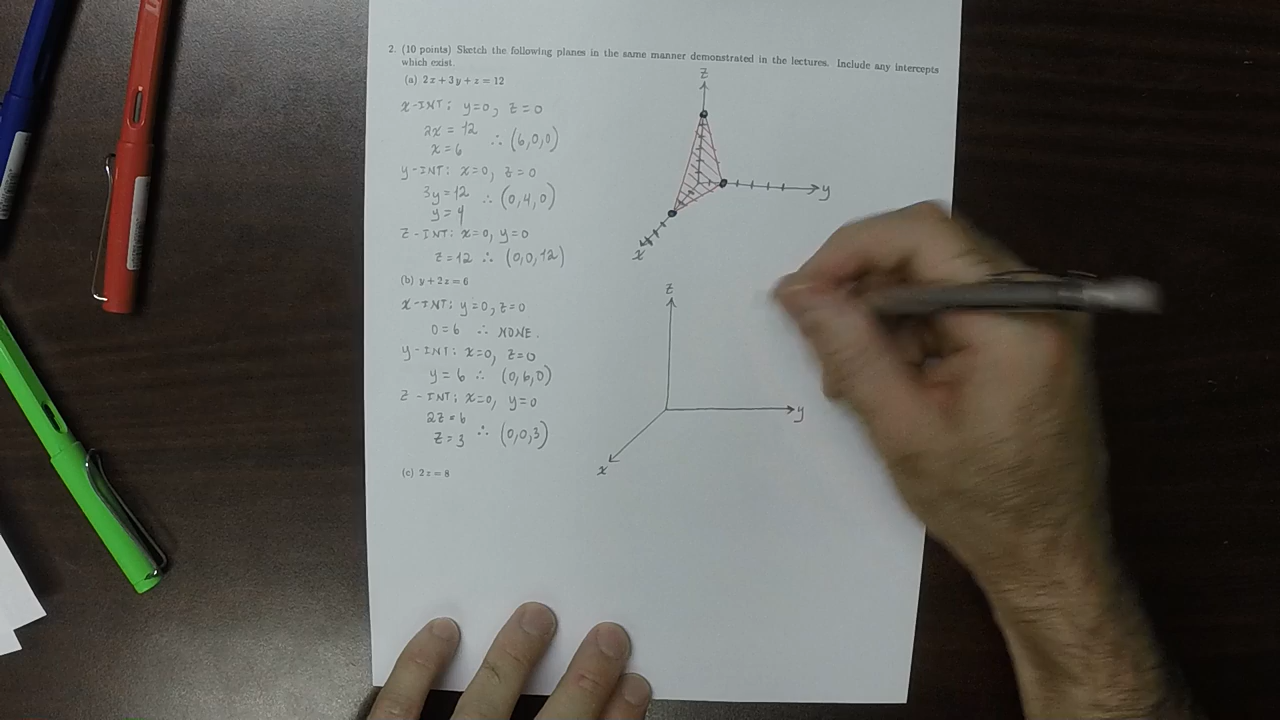 2. (10 points) Sketch the following planes in the same manner demonstrated in the lectures. Include any intercepts
which exist.
(a) 2x + 3y + z = 12
x-INT: y=0, z=0
2x = 12
x = 6 ∴ (6,0,0)
y-INT: x=0, z=0
3y = 12
y = 4 ∴ (0,4,0)
z-INT: x=0, y=0
z = 12 ∴ (0,0,12)
(b) y + 2z = 6
x-INT: y=0, z=0
0=6 ∴ NONE.
y-INT: x=0, z=0
y = 6 ∴ (0,6,0)
z-INT: x=0, y=0
2z = 6
z = 3 ∴ (0,0,3)
(c) 2z = 8
z
y
x
z
y
x